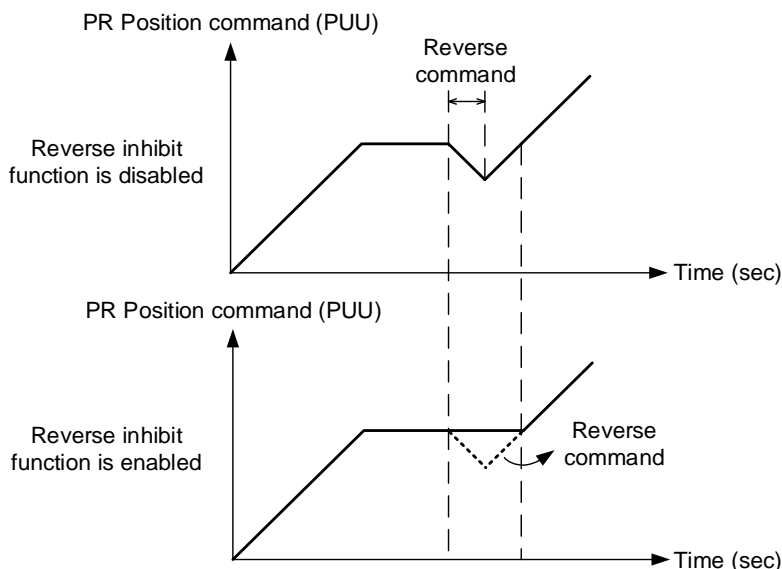 PR Position command (PUU)
Reverse
command
Reverse inhibit
function is disabled
Time (sec)
PR Position command (PUU)
Reverse inhibit
function is enabled
Reverse
command
Time (sec)